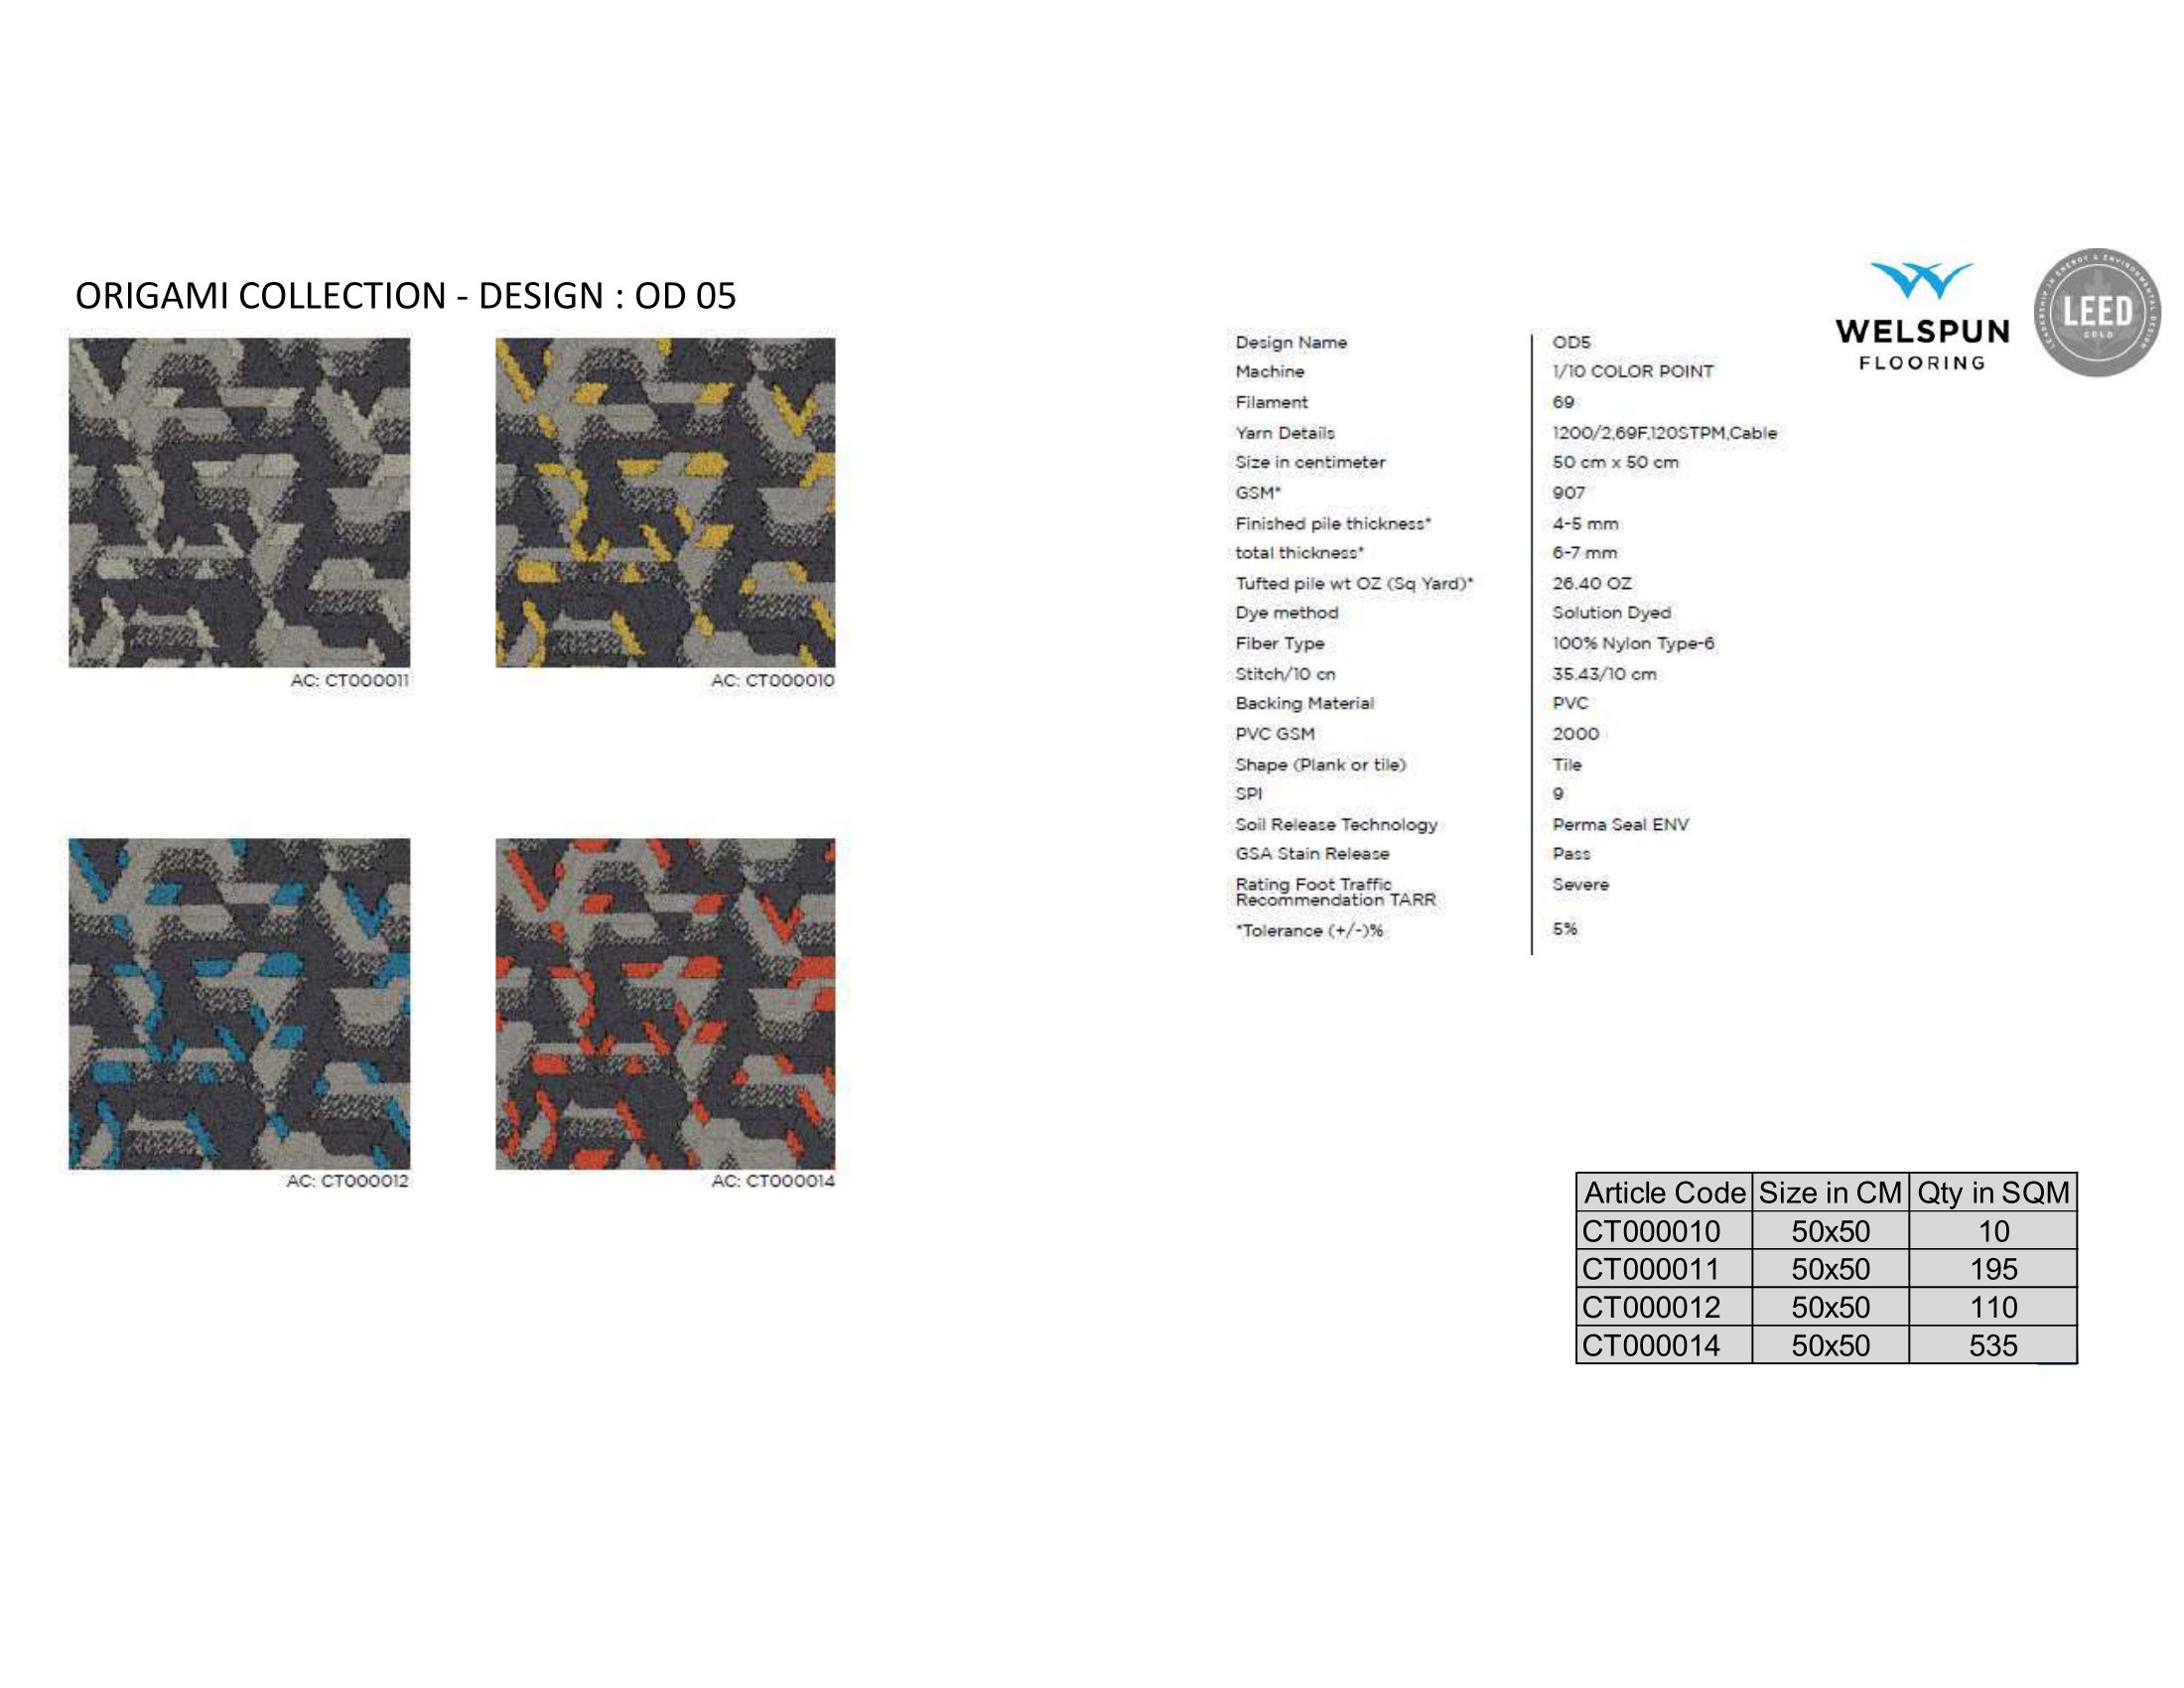 ORIGAMI COLLECTION - DESIGN : OD 05
AC: CT000011
AC: CT000010
AC: CT000012
AC: CT000014
WELSPUN
FLOORING
LEADERSHIP IN ENERGY & ENVIRONMENTAL DESIGN
LEED
GOLD
Design Name OD5
Machine 1/10 COLOR POINT
Filament 69
Yarn Details 1200/2,69F,120STPM,Cable
Size in centimeter 50 cm x 50 cm
GSM* 907
Finished pile thickness* 4-5 mm
total thickness* 6-7 mm
Tufted pile wt OZ (Sq Yard)* 26.40 OZ
Dye method Solution Dyed
Fiber Type 100% Nylon Type-6
Stitch/10 cn 35.43/10 cm
Backing Material PVC
PVC GSM 2000
Shape (Plank or tile) Tile
SPI 9
Soil Release Technology Perma Seal ENV
GSA Stain Release Pass
Rating Foot Traffic Severe
Recommendation TARR
*Tolerance (+/-)% 5%
Article Code Size in CM Qty in SQM
CT000010 50x50 10
CT000011 50x50 195
CT000012 50x50 110
CT000014 50x50 535